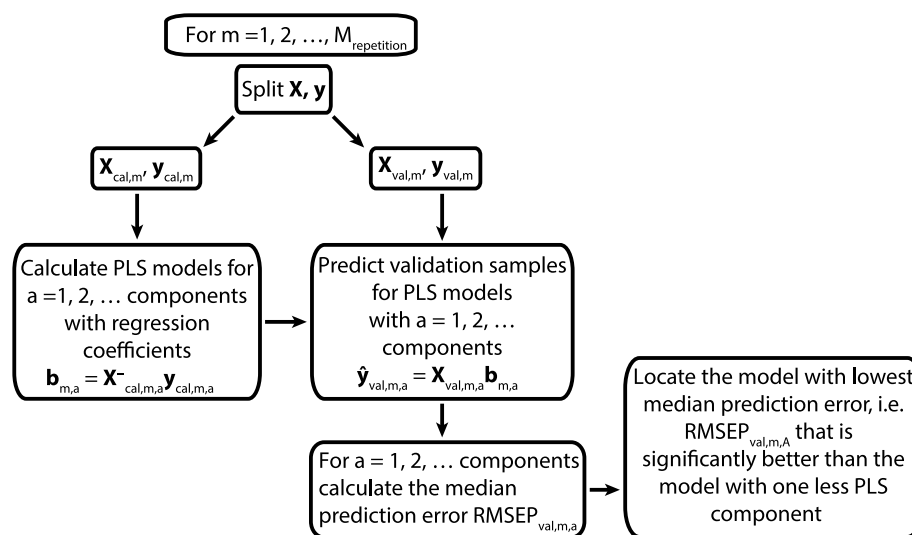 For m =1, 2, …, M_repetition
Split X, y
X_cal,m, y_cal,m
X_val,m, y_val,m
Calculate PLS models for
a =1, 2, … components
with regression
coefficients
b_m,a = X⁻_cal,m,a y_cal,m,a
Predict validation samples
for PLS models
with a = 1, 2, …
components
ŷ_val,m,a = X_val,m,a b_m,a
For a = 1, 2, … components
calculate the median
prediction error RMSEP_val,m,a
Locate the model with lowest
median prediction error, i.e.
RMSEP_val,m,A that is
significantly better than the
model with one less PLS
component